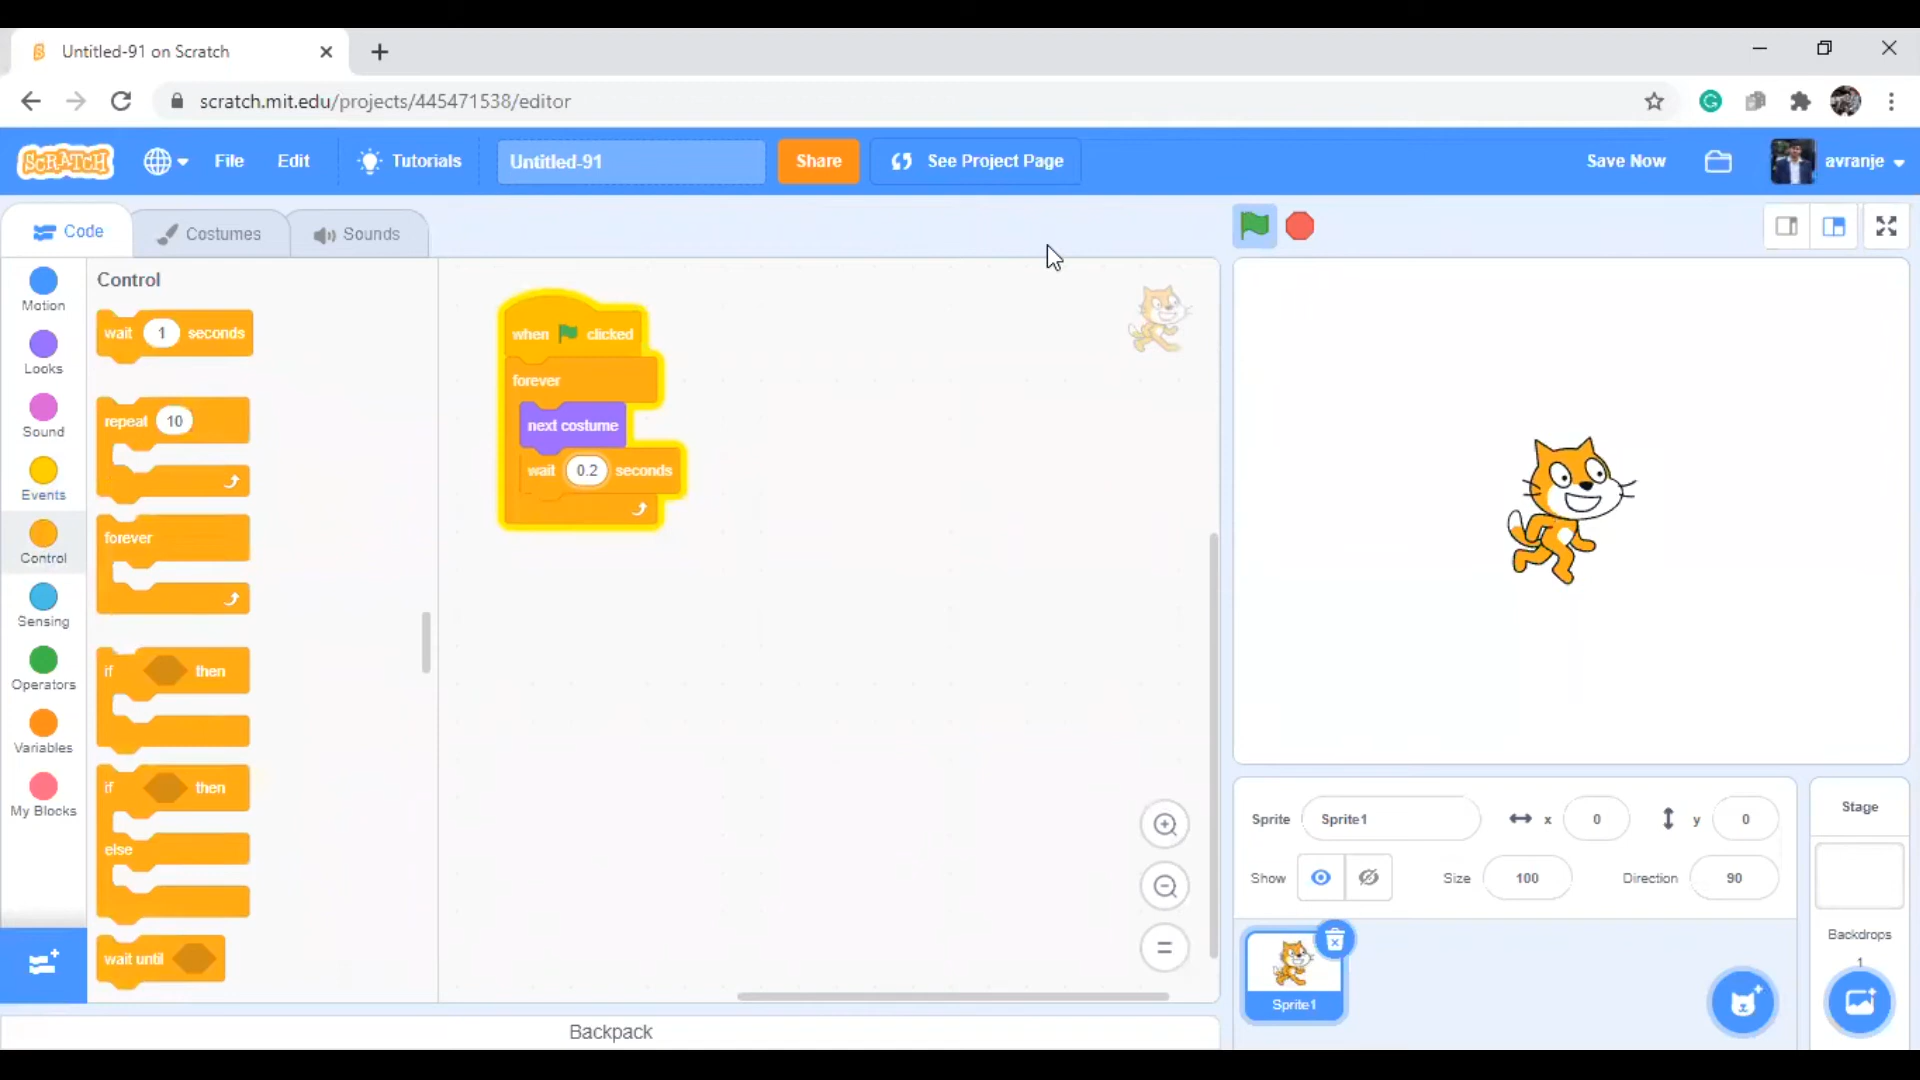 Untitled-91 on Scratch
scratch.mit.edu/projects/445471538/editor
SCRATCH
File
Edit
Tutorials
Untitled-91
Share
See Project Page
Save Now
avranje
Code
Costumes
Sounds
Motion
Looks
Sound
Events
Control
Sensing
Operators
Variables
My Blocks
Control
wait 1 seconds
repeat 10
forever
if then
if then
else
wait until
when clicked
forever
next costume
wait 0.2 seconds
=
Backpack
Sprite Sprite1 x 0 y 0
Show Size 100 Direction 90
Sprite1
Stage
Backdrops
1